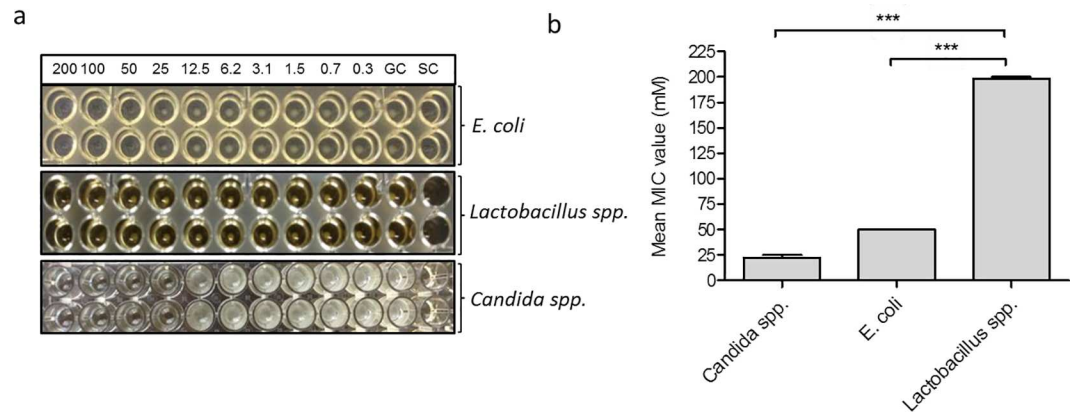 a
200 100 50 25 12.5 6.2 3.1 1.5 0.7 0.3 GC SC
E. coli
Lactobacillus spp.
Candida spp.
b
***
***
Mean MIC value (mM)
225
200
175
150
125
100
75
50
25
0
Candida spp.
E. coli
Lactobacillus spp.